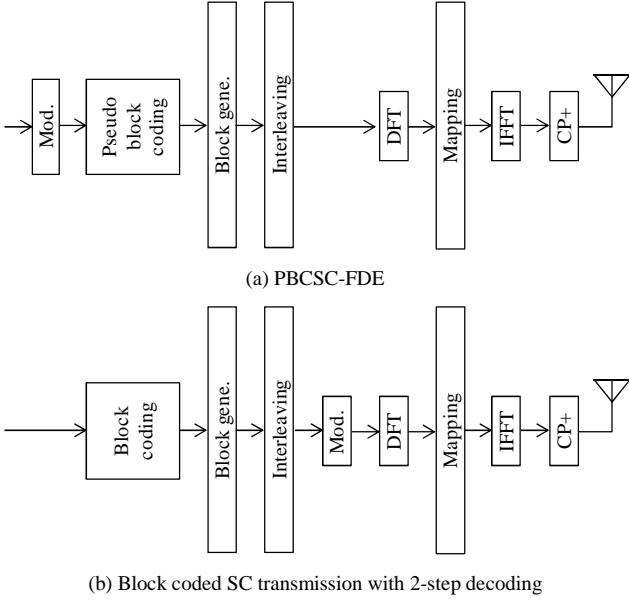 Mod.
Pseudo
block
coding
Block gene.
Interleaving
DFT
Mapping
IFFT
CP+
(a) PBCSC-FDE
Block
coding
Block gene.
Interleaving
Mod.
DFT
Mapping
IFFT
CP+
(b) Block coded SC transmission with 2-step decoding